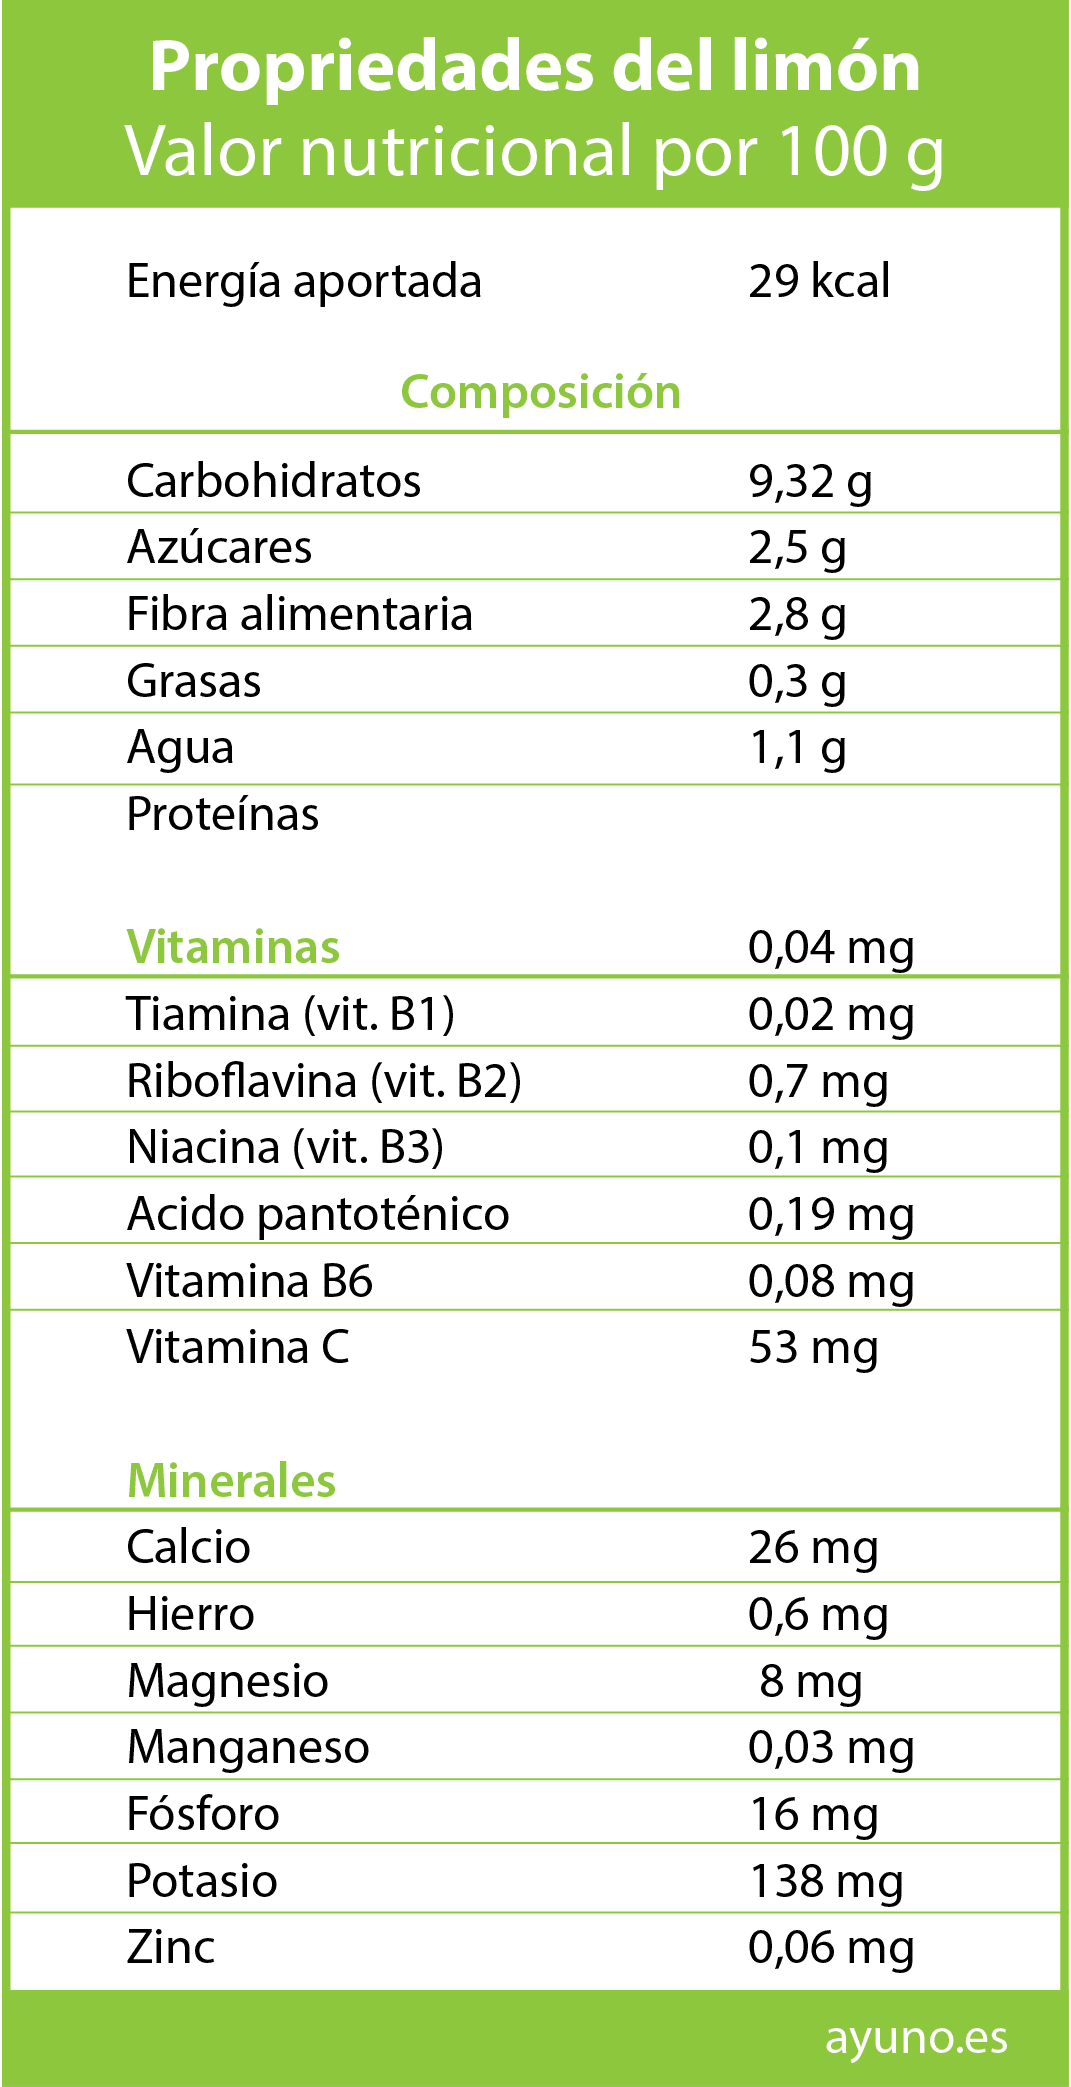 Propriedades del limón
Valor nutricional por 100 g
Energía aportada 29 kcal
Composición
Carbohidratos 9,32 g
Azúcares 2,5 g
Fibra alimentaria 2,8 g
Grasas 0,3 g
Agua 1,1 g
Proteínas
Vitaminas 0,04 mg
Tiamina (vit. B1) 0,02 mg
Riboflavina (vit. B2) 0,7 mg
Niacina (vit. B3) 0,1 mg
Acido pantoténico 0,19 mg
Vitamina B6 0,08 mg
Vitamina C 53 mg
Minerales
Calcio 26 mg
Hierro 0,6 mg
Magnesio 8 mg
Manganeso 0,03 mg
Fósforo 16 mg
Potasio 138 mg
Zinc 0,06 mg
ayuno.es